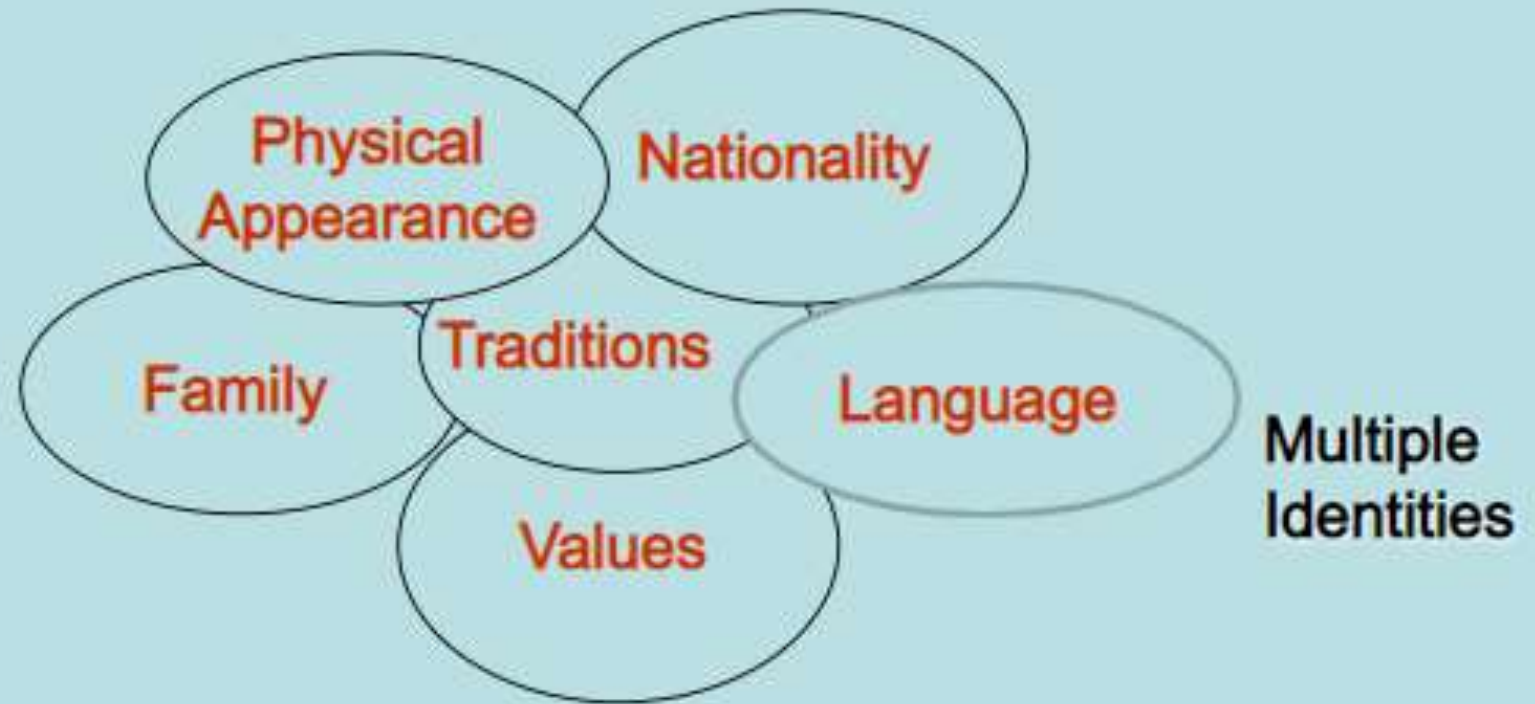 Physical
Appearance
Nationality
Traditions
Family
Language
Multiple
Identities
Values